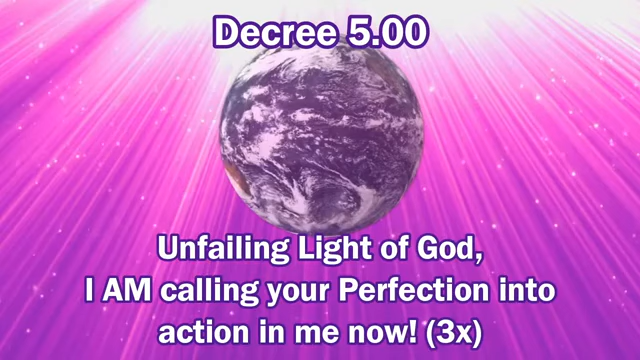 Decree 5.00
Unfailing Light of God,
I AM calling your Perfection into
action in me now! (3x)